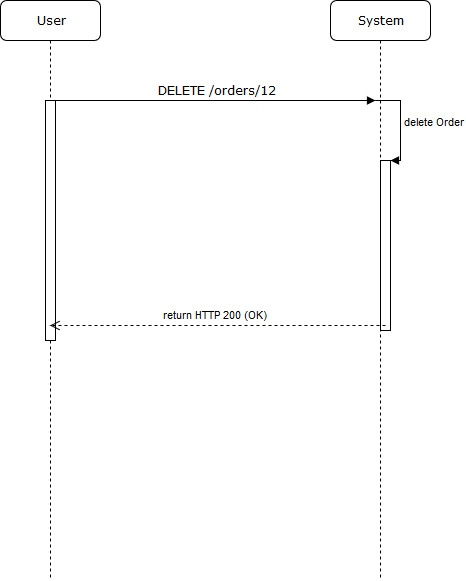 User
System
DELETE /orders/12
delete Order
return HTTP 200 (OK)